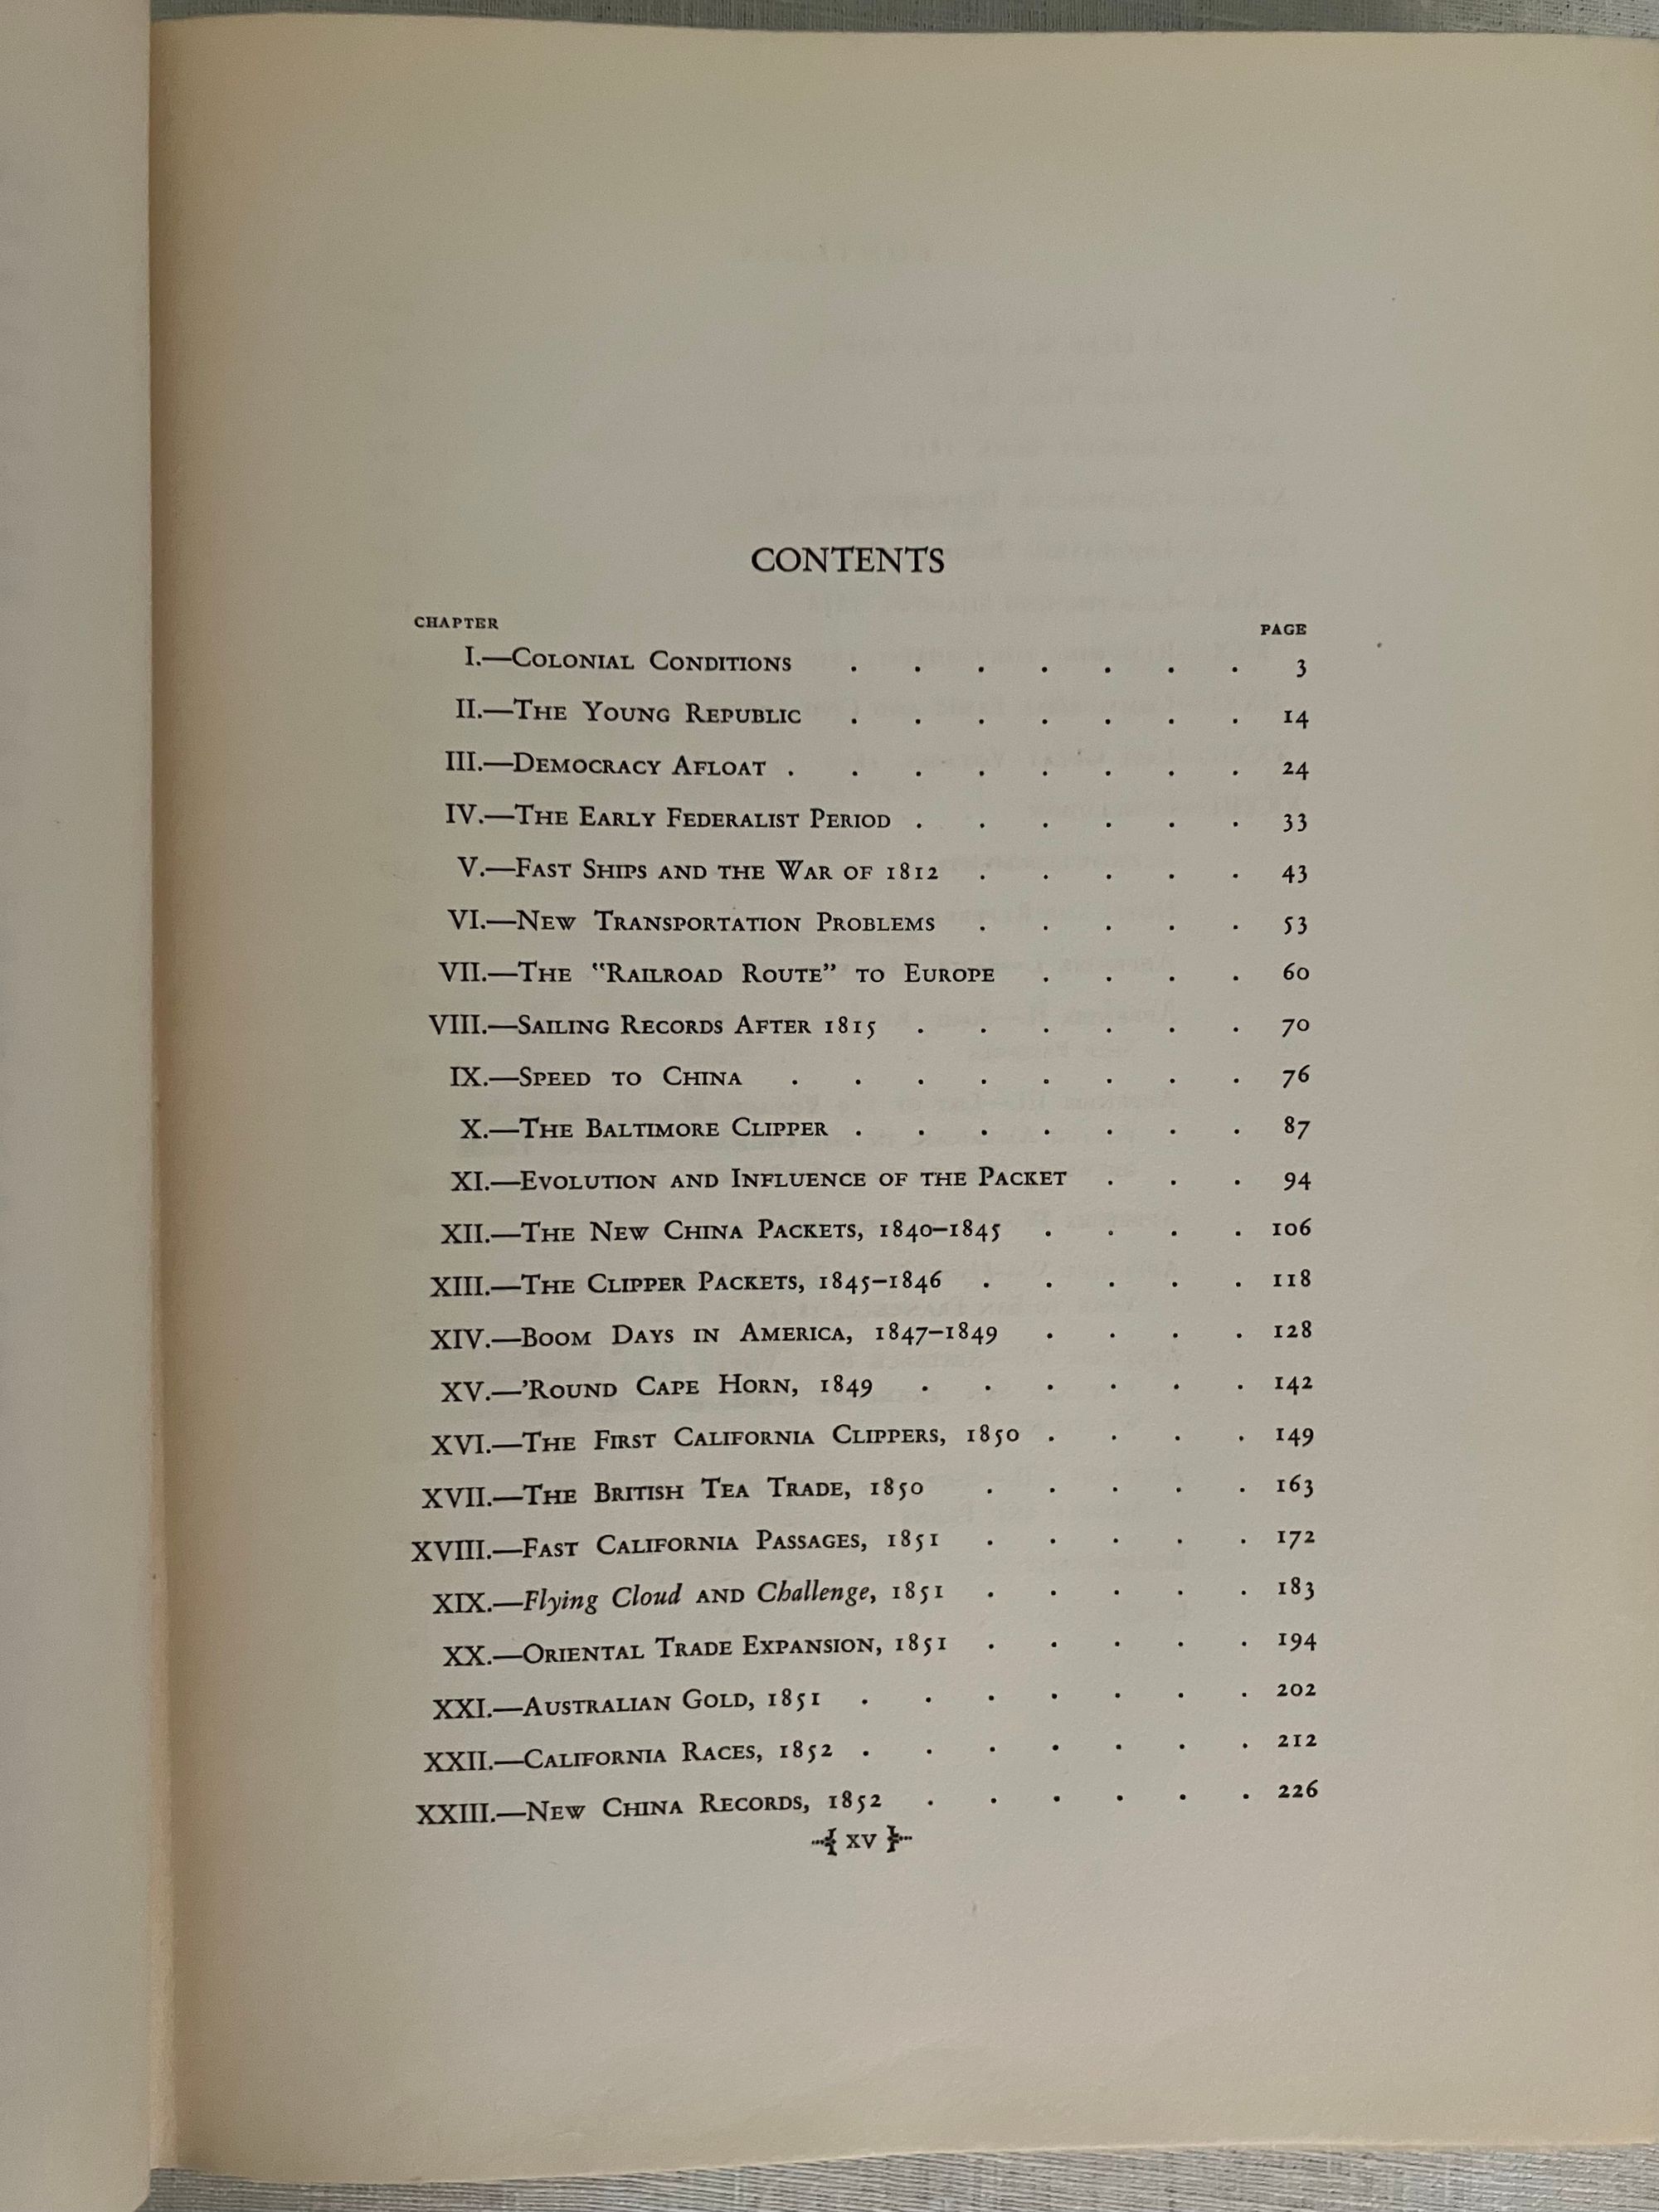 CONTENTS
CHAPTER PAGE
I.—Colonial Conditions . . . . . . . 3
II.—The Young Republic . . . . . . . 14
III.—Democracy Afloat . . . . . . . . 24
IV.—The Early Federalist Period . . . . . . 33
V.—Fast Ships and the War of 1812 . . . . . 43
VI.—New Transportation Problems . . . . . 53
VII.—The "Railroad Route" to Europe . . . . 60
VIII.—Sailing Records After 1815 . . . . . . 70
IX.—Speed to China . . . . . . . . 76
X.—The Baltimore Clipper . . . . . . . 87
XI.—Evolution and Influence of the Packet . . . 94
XII.—The New China Packets, 1840–1845 . . . . 106
XIII.—The Clipper Packets, 1845–1846 . . . . . 118
XIV.—Boom Days in America, 1847–1849 . . . . 128
XV.—'Round Cape Horn, 1849 . . . . . . 142
XVI.—The First California Clippers, 1850 . . . . 149
XVII.—The British Tea Trade, 1850 . . . . . 163
XVIII.—Fast California Passages, 1851 . . . . . 172
XIX.—Flying Cloud and Challenge, 1851 . . . . . 183
XX.—Oriental Trade Expansion, 1851 . . . . . 194
XXI.—Australian Gold, 1851 . . . . . . . 202
XXII.—California Races, 1852 . . . . . . . 212
XXIII.—New China Records, 1852 . . . . . . 226
xv